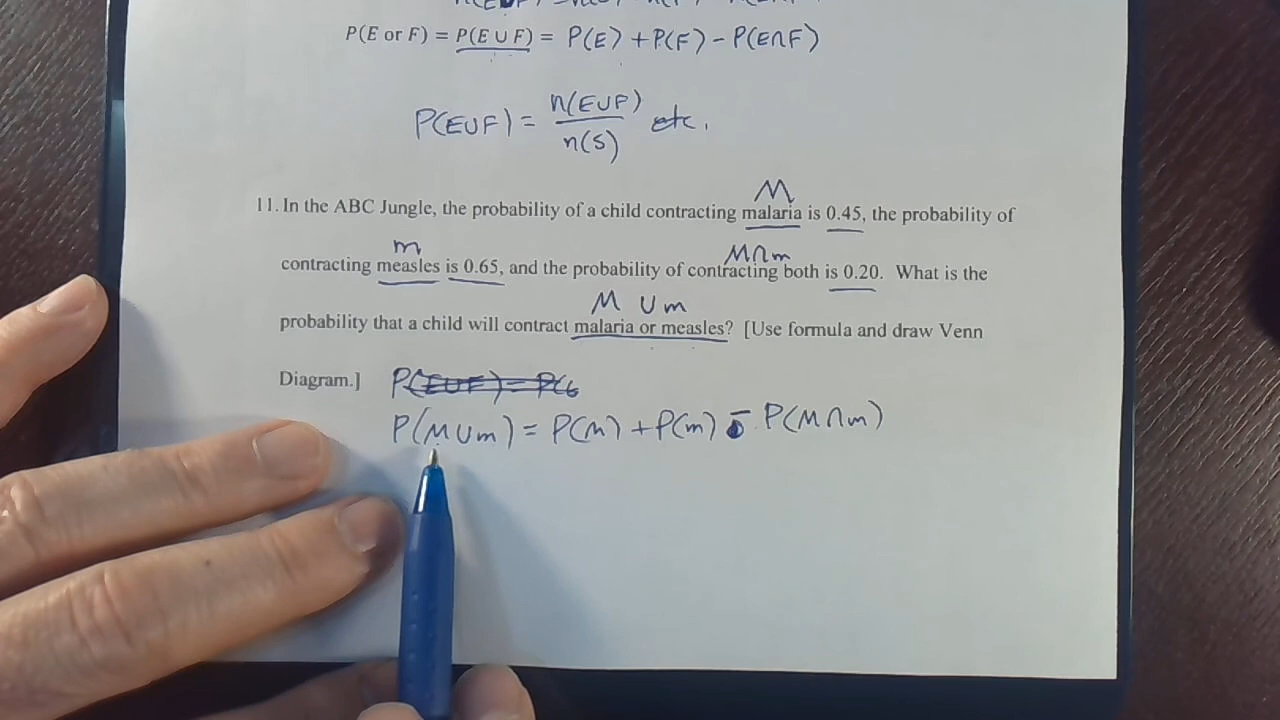 P(E or F) = P(E ∪ F) = P(E) + P(F) - P(E∩F)
P(E∪F) = n(E∪F) / n(S) etc.
M
11. In the ABC Jungle, the probability of a child contracting malaria is 0.45, the probability of
m M∩m
contracting measles is 0.65, and the probability of contracting both is 0.20. What is the
M ∪ m
probability that a child will contract malaria or measles? [Use formula and draw Venn
Diagram.]
P(M∪m) = P(M) + P(m) - P(M∩m)